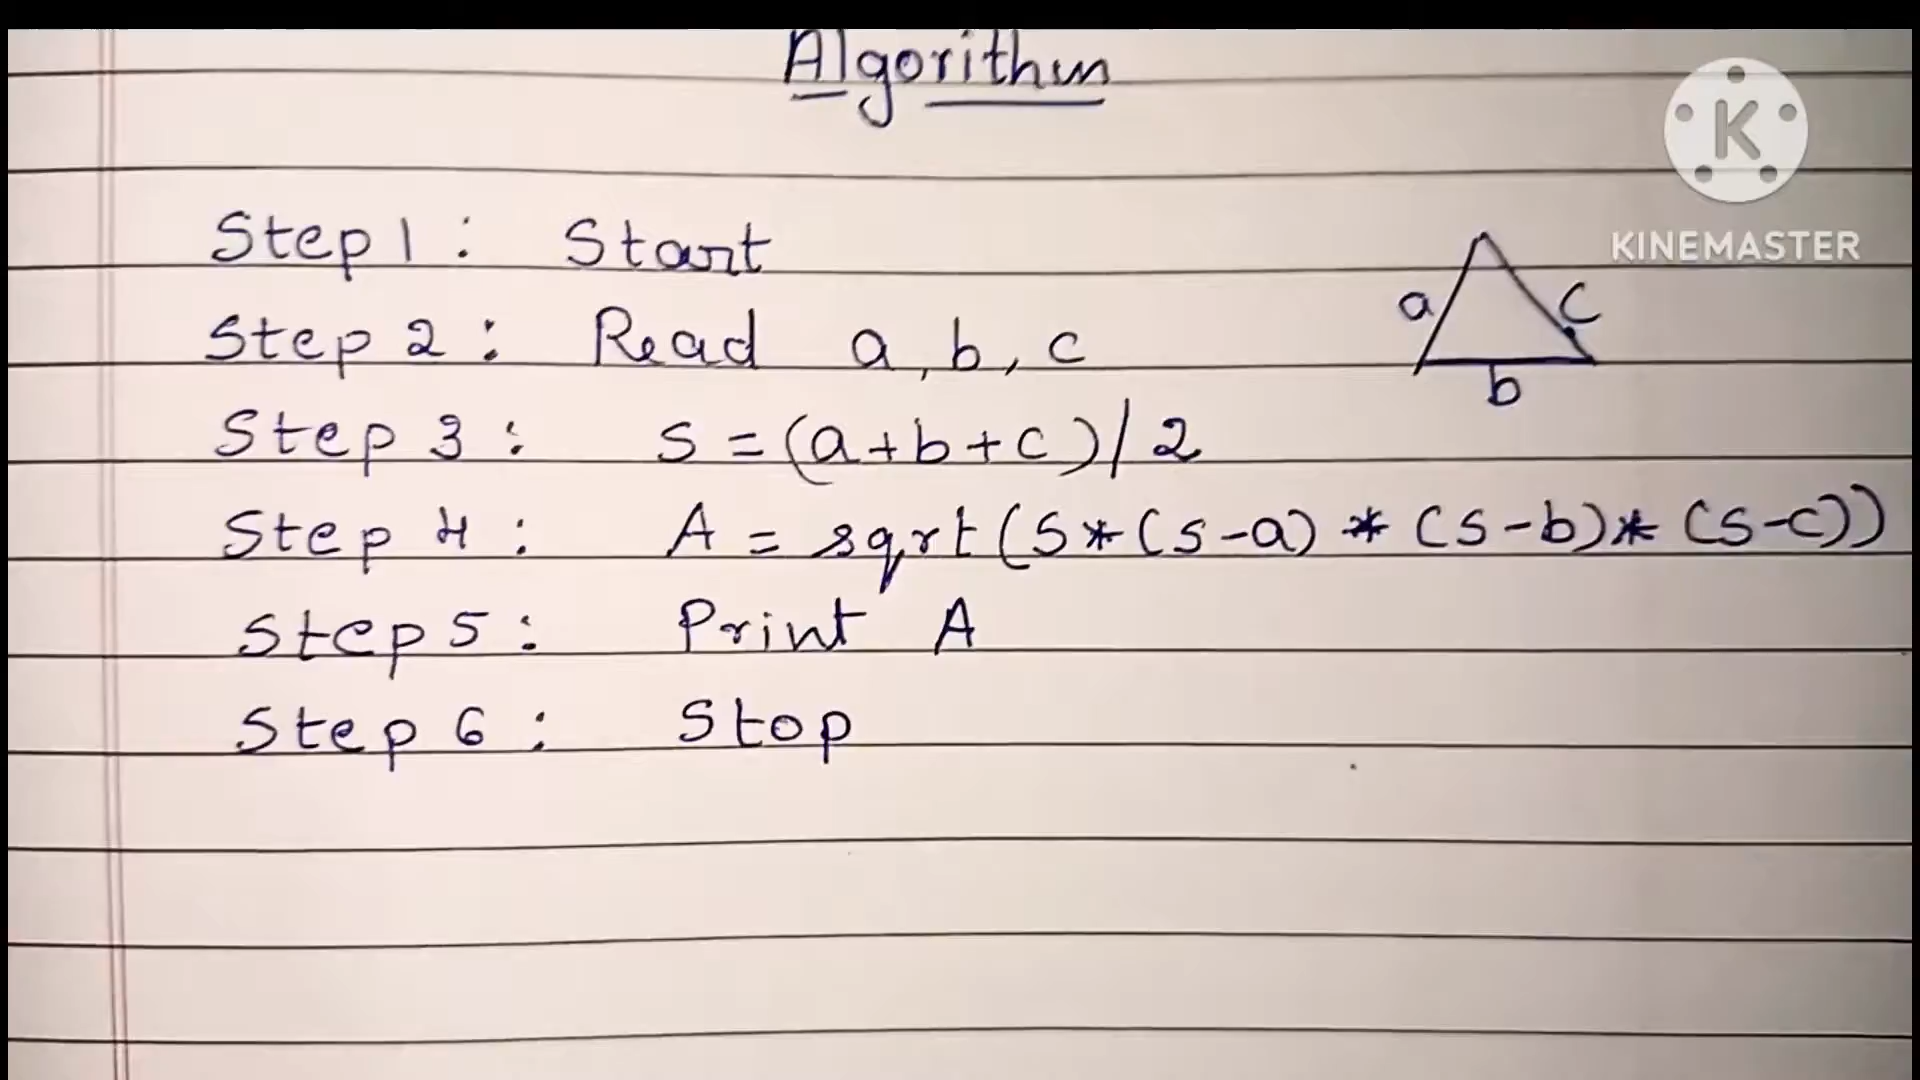 Algorithm
K
KINEMASTER
Step 1 : Start
Step 2 : Read a, b, c
a
c
b
Step 3 : S = (a+b+c)/2
Step 4 : A = sqrt(S*(S-a)*(S-b)*(S-c))
Step 5 : Print A
Step 6 : Stop